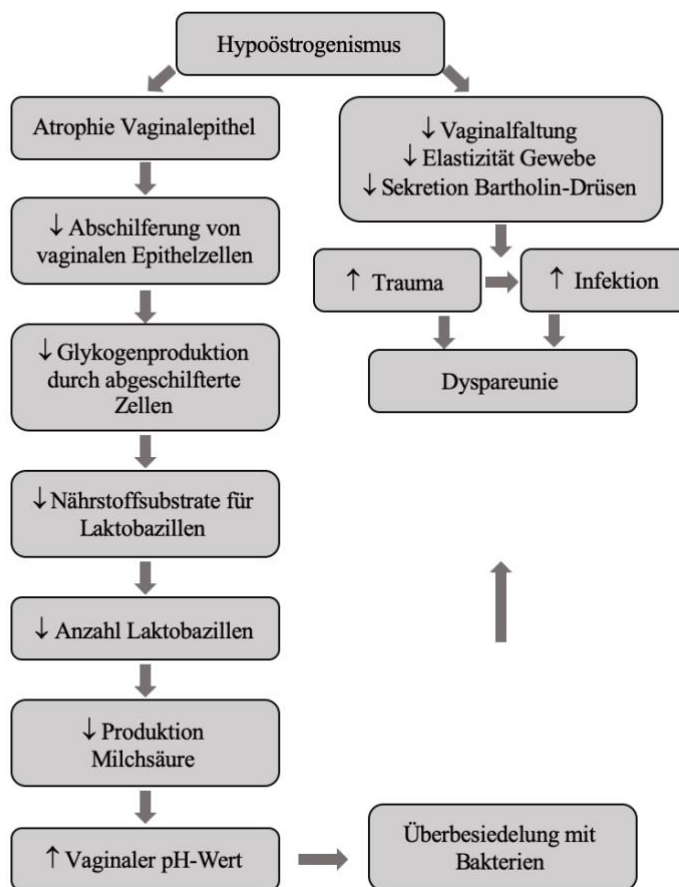 Hypoöstrogenismus
Atrophie Vaginalepithel
↓ Abschilferung von
vaginalen Epithelzellen
↓ Glykogenproduktion
durch abgeschilfterte
Zellen
↓ Nährstoffsubstrate für
Laktobazillen
↓ Anzahl Laktobazillen
↓ Produktion
Milchsäure
↑ Vaginaler pH-Wert
↓ Vaginalfaltung
↓ Elastizität Gewebe
↓ Sekretion Bartholin-Drüsen
↑ Trauma
↑ Infektion
Dyspareunie
Überbesiedelung mit
Bakterien